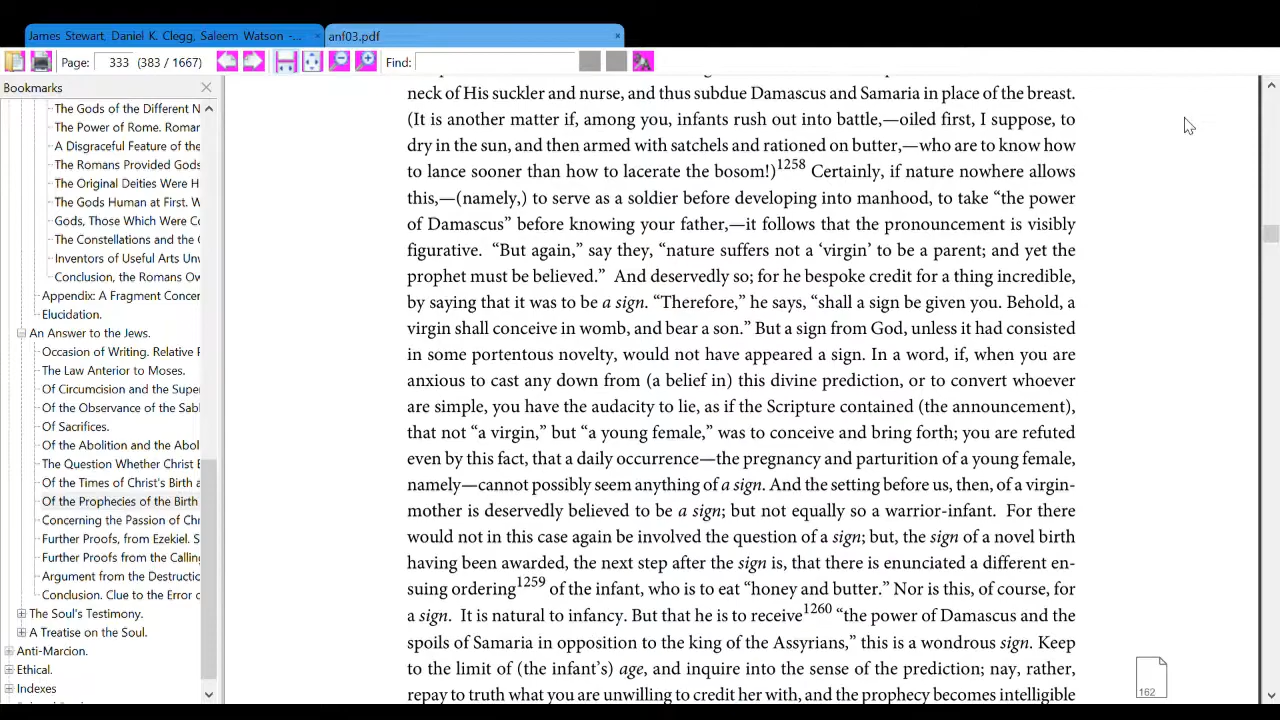 James Stewart, Daniel K. Clegg, Saleem Watson -...
anf03.pdf
Page: 333 (383 / 1667) Find:
Bookmarks
The Gods of the Different N
The Power of Rome. Roman
A Disgraceful Feature of the
The Romans Provided Gods
The Original Deities Were H
The Gods Human at First. W
Gods, Those Which Were Co
The Constellations and the
Inventors of Useful Arts Unv
Conclusion, the Romans Ow
Appendix: A Fragment Concer
Elucidation.
An Answer to the Jews.
Occasion of Writing. Relative P
The Law Anterior to Moses.
Of Circumcision and the Super
Of the Observance of the Sabl
Of Sacrifices.
Of the Abolition and the Abol
The Question Whether Christ B
Of the Times of Christ's Birth a
Of the Prophecies of the Birth
Concerning the Passion of Chr
Further Proofs, from Ezekiel. S
Further Proofs from the Calling
Argument from the Destructic
Conclusion. Clue to the Error o
The Soul's Testimony.
A Treatise on the Soul.
Anti-Marcion.
Ethical.
Indexes
neck of His suckler and nurse, and thus subdue Damascus and Samaria in place of the breast.
(It is another matter if, among you, infants rush out into battle,—oiled first, I suppose, to
dry in the sun, and then armed with satchels and rationed on butter,—who are to know how
to lance sooner than how to lacerate the bosom!)1258 Certainly, if nature nowhere allows
this,—(namely,) to serve as a soldier before developing into manhood, to take “the power
of Damascus” before knowing your father,—it follows that the pronouncement is visibly
figurative. “But again,” say they, “nature suffers not a ‘virgin’ to be a parent; and yet the
prophet must be believed.” And deservedly so; for he bespoke credit for a thing incredible,
by saying that it was to be a sign. “Therefore,” he says, “shall a sign be given you. Behold, a
virgin shall conceive in womb, and bear a son.” But a sign from God, unless it had consisted
in some portentous novelty, would not have appeared a sign. In a word, if, when you are
anxious to cast any down from (a belief in) this divine prediction, or to convert whoever
are simple, you have the audacity to lie, as if the Scripture contained (the announcement),
that not “a virgin,” but “a young female,” was to conceive and bring forth; you are refuted
even by this fact, that a daily occurrence—the pregnancy and parturition of a young female,
namely—cannot possibly seem anything of a sign. And the setting before us, then, of a virgin-
mother is deservedly believed to be a sign; but not equally so a warrior-infant. For there
would not in this case again be involved the question of a sign; but, the sign of a novel birth
having been awarded, the next step after the sign is, that there is enunciated a different en-
suing ordering1259 of the infant, who is to eat “honey and butter.” Nor is this, of course, for
a sign. It is natural to infancy. But that he is to receive1260 “the power of Damascus and the
spoils of Samaria in opposition to the king of the Assyrians,” this is a wondrous sign. Keep
to the limit of (the infant’s) age, and inquire into the sense of the prediction; nay, rather,
repay to truth what you are unwilling to credit her with, and the prophecy becomes intelligible
162